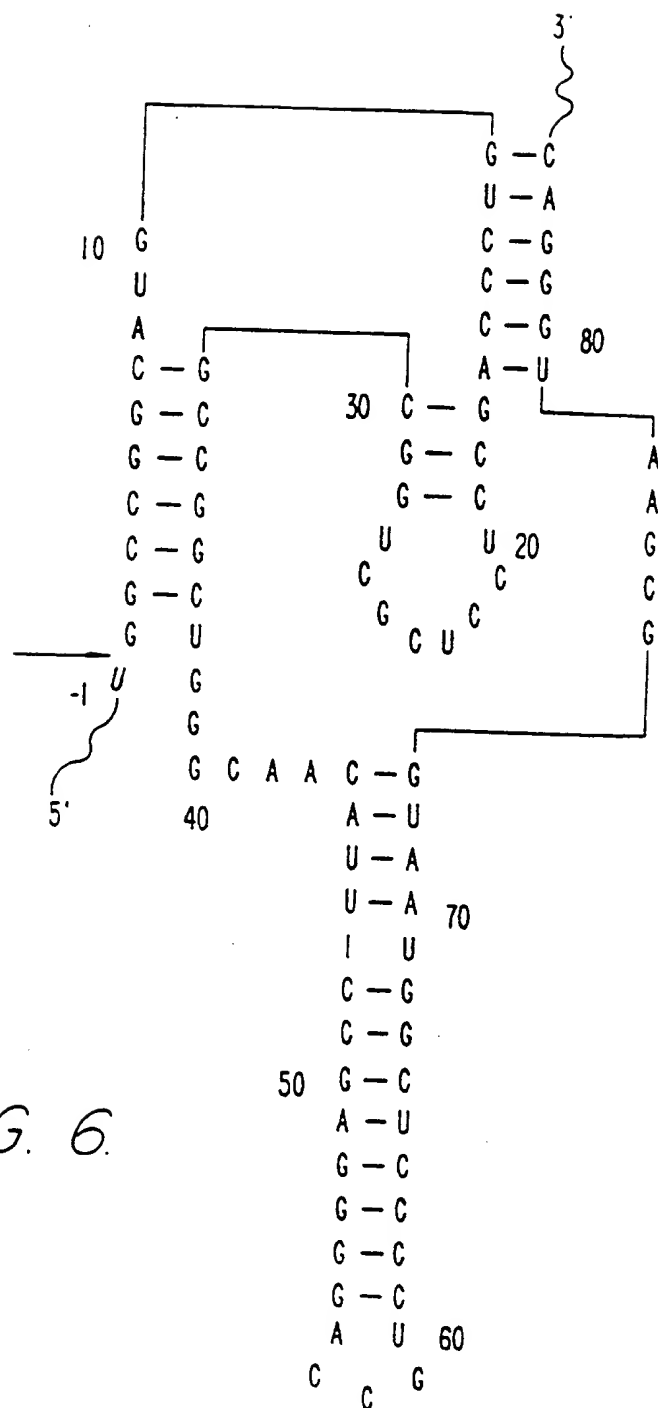 3'
G – C
U – A
C – G
10 G
U
C – G
A
C – G 80
C – G
G
A – U
30 C – G
G – C
C
A
G – C
G – C
A
G – C
C – G
U
U 20
G
C – G
C
C
C
G – C
G
C
U
C
G
G
U
-1 U
G
G
5'
G C A A C – G
40
A – U
U – A
U – A 70
I U
C – G
C – G
50 G – C
G. 6.
A – U
G – C
G – C
G – C
G – C
A U 60
C G
C